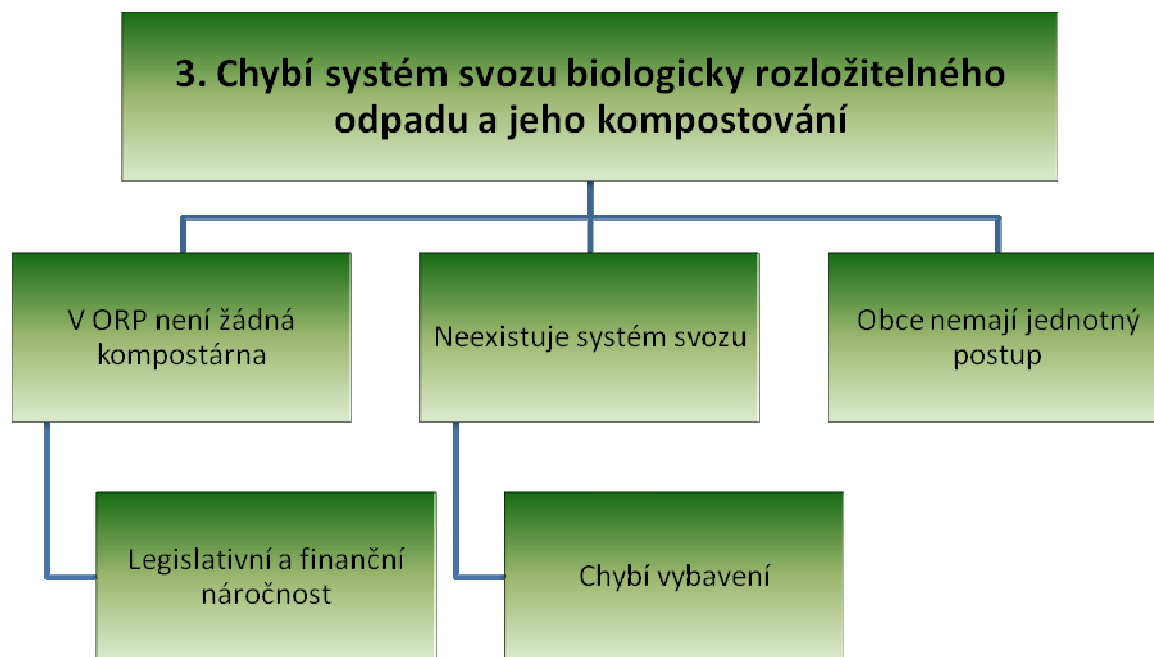 3. Chybí systém svozu biologicky rozložitelného
odpadu a jeho kompostování
V ORP není žádná
kompostárna
Neexistuje systém svozu
Obce nemají jednotný
postup
Legislativní a finanční
náročnost
Chybí vybavení